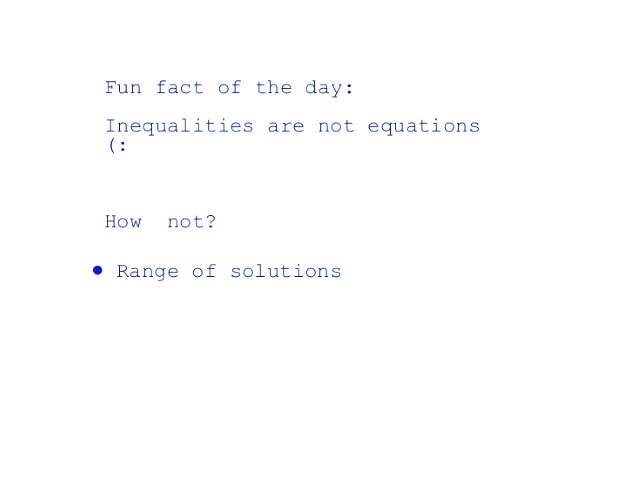 Fun fact of the day:
Inequalities are not equations
(:
How  not?
• Range of solutions